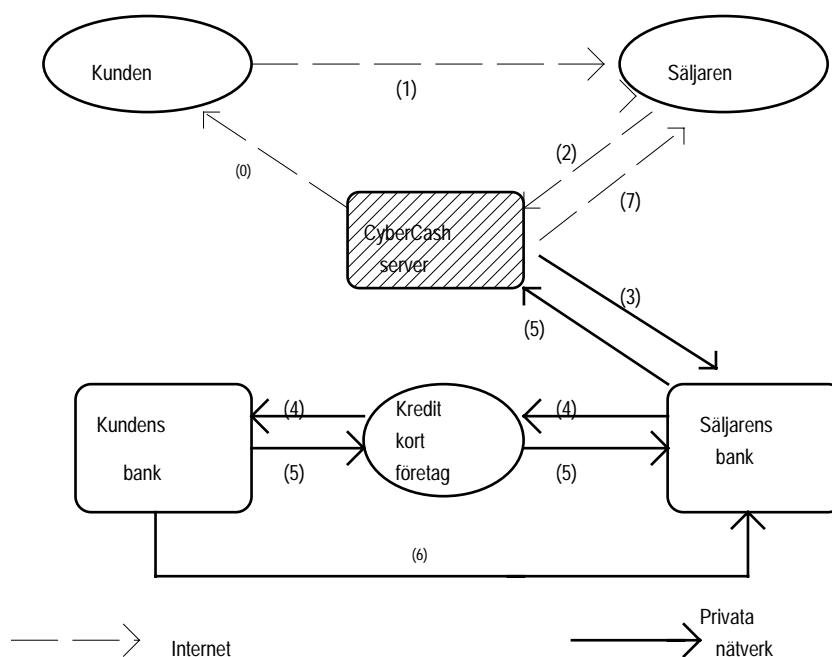 Kunden
Säljaren
(1)
(0)
(2)
(7)
CyberCash
server
(3)
(5)
Kundens
bank
(4)
(5)
Kredit
kort
företag
(4)
(5)
Säljarens
bank
(6)
Internet
Privata
nätverk